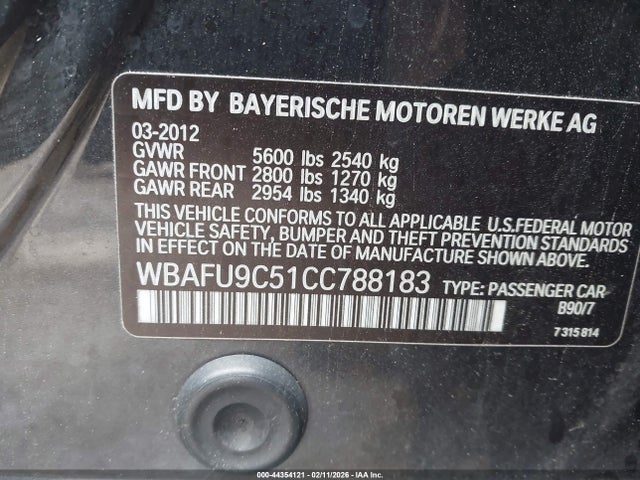 MFD BY BAYERISCHE MOTOREN WERKE AG
03-2012
GVWR 5600 lbs 2540 kg
GAWR FRONT 2800 lbs 1270 kg
GAWR REAR 2954 lbs 1340 kg
THIS VEHICLE CONFORMS TO ALL APPLICABLE U.S.FEDERAL MOTOR
VEHICLE SAFETY, BUMPER AND THEFT PREVENTION STANDARDS
IN EFFECT ON THE DATE OF MANUFACTURE SHOWN ABOVE.
WBAFU9C51CC788183 TYPE: PASSENGER CAR
B90/7
7315814
000-44354121 - 02/11/2026 - IAA Inc.